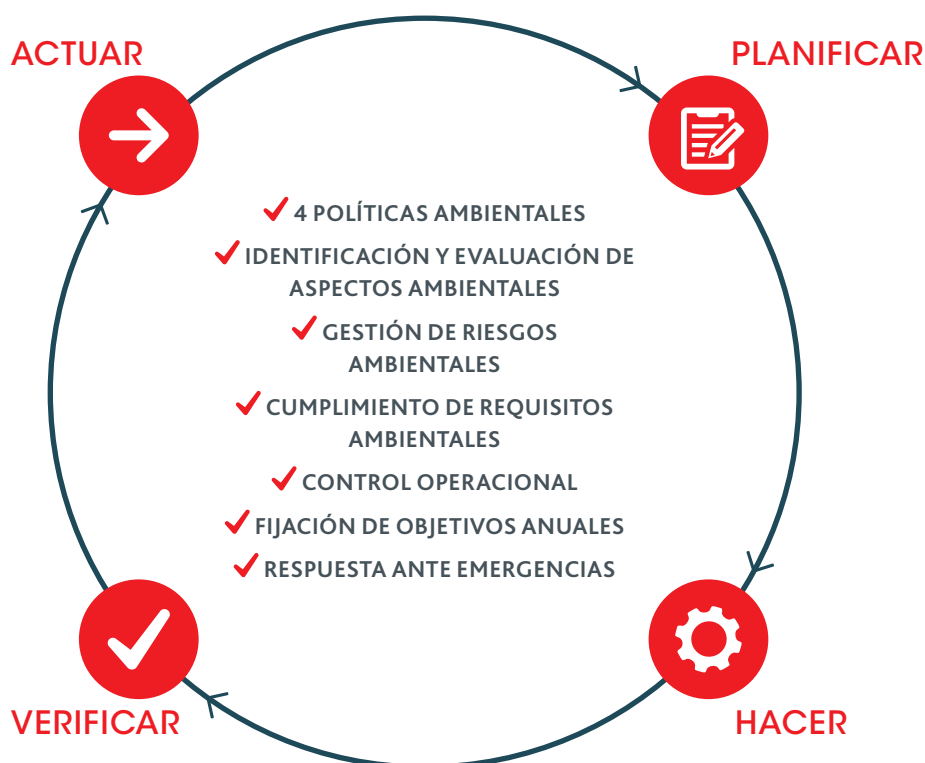 ACTUAR
PLANIFICAR
4 POLÍTICAS AMBIENTALES
IDENTIFICACIÓN Y EVALUACIÓN DE
ASPECTOS AMBIENTALES
GESTIÓN DE RIESGOS
AMBIENTALES
CUMPLIMIENTO DE REQUISITOS
AMBIENTALES
CONTROL OPERACIONAL
FIJACIÓN DE OBJETIVOS ANUALES
RESPUESTA ANTE EMERGENCIAS
VERIFICAR
HACER